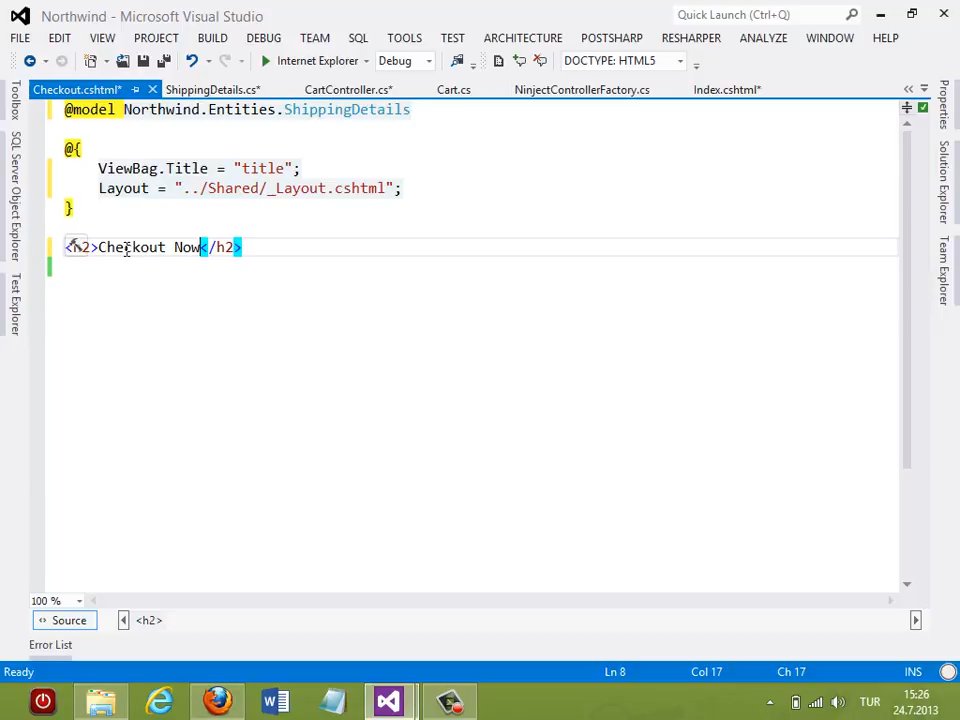 Northwind - Microsoft Visual Studio
Quick Launch (Ctrl+Q)
FILE EDIT VIEW PROJECT BUILD DEBUG TEAM SQL TOOLS TEST ARCHITECTURE POSTSHARP RESHARPER ANALYZE WINDOW HELP
Internet Explorer Debug DOCTYPE: HTML5
Checkout.cshtml* ShippingDetails.cs* CartController.cs* Cart.cs NinjectControllerFactory.cs Index.cshtml*
Toolbox
SQL Server Object Explorer
Test Explorer
@model Northwind.Entities.ShippingDetails
@{
ViewBag.Title = "title";
Layout = "../Shared/_Layout.cshtml";
}
<h2>Checkout Now</h2>
Properties
Solution Explorer
Team Explorer
100 %
Source <h2>
Error List
Ready Ln 8 Col 17 Ch 17 INS
TUR
15:26
24.7.2013